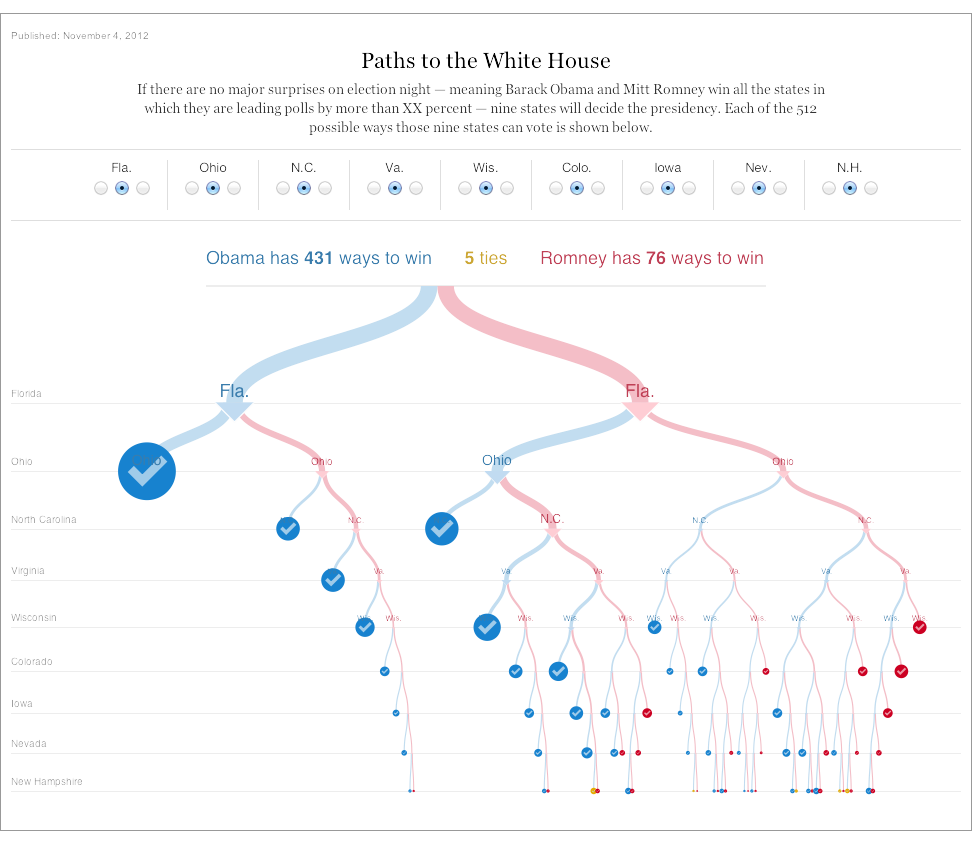 Published: November 4, 2012
Paths to the White House
If there are no major surprises on election night — meaning Barack Obama and Mitt Romney win all the states in
which they are leading polls by more than XX percent — nine states will decide the presidency. Each of the 512
possible ways those nine states can vote is shown below.
Fla. Ohio N.C. Va. Wis. Colo. Iowa Nev. N.H.
Obama has 431 ways to win 5 ties Romney has 76 ways to win
Florida Fla. Fla.
Ohio Ohio Ohio Ohio
North Carolina N.C. N.C. N.C. N.C.
Virginia Va. Va. Va. Va. Va. Va. Va.
Wisconsin Wis. Wis. Wis. Wis. Wis. Wis. Wis. Wis. Wis. Wis. Wis. Wis. Wis. Wis.
Colorado
Iowa
Nevada
New Hampshire